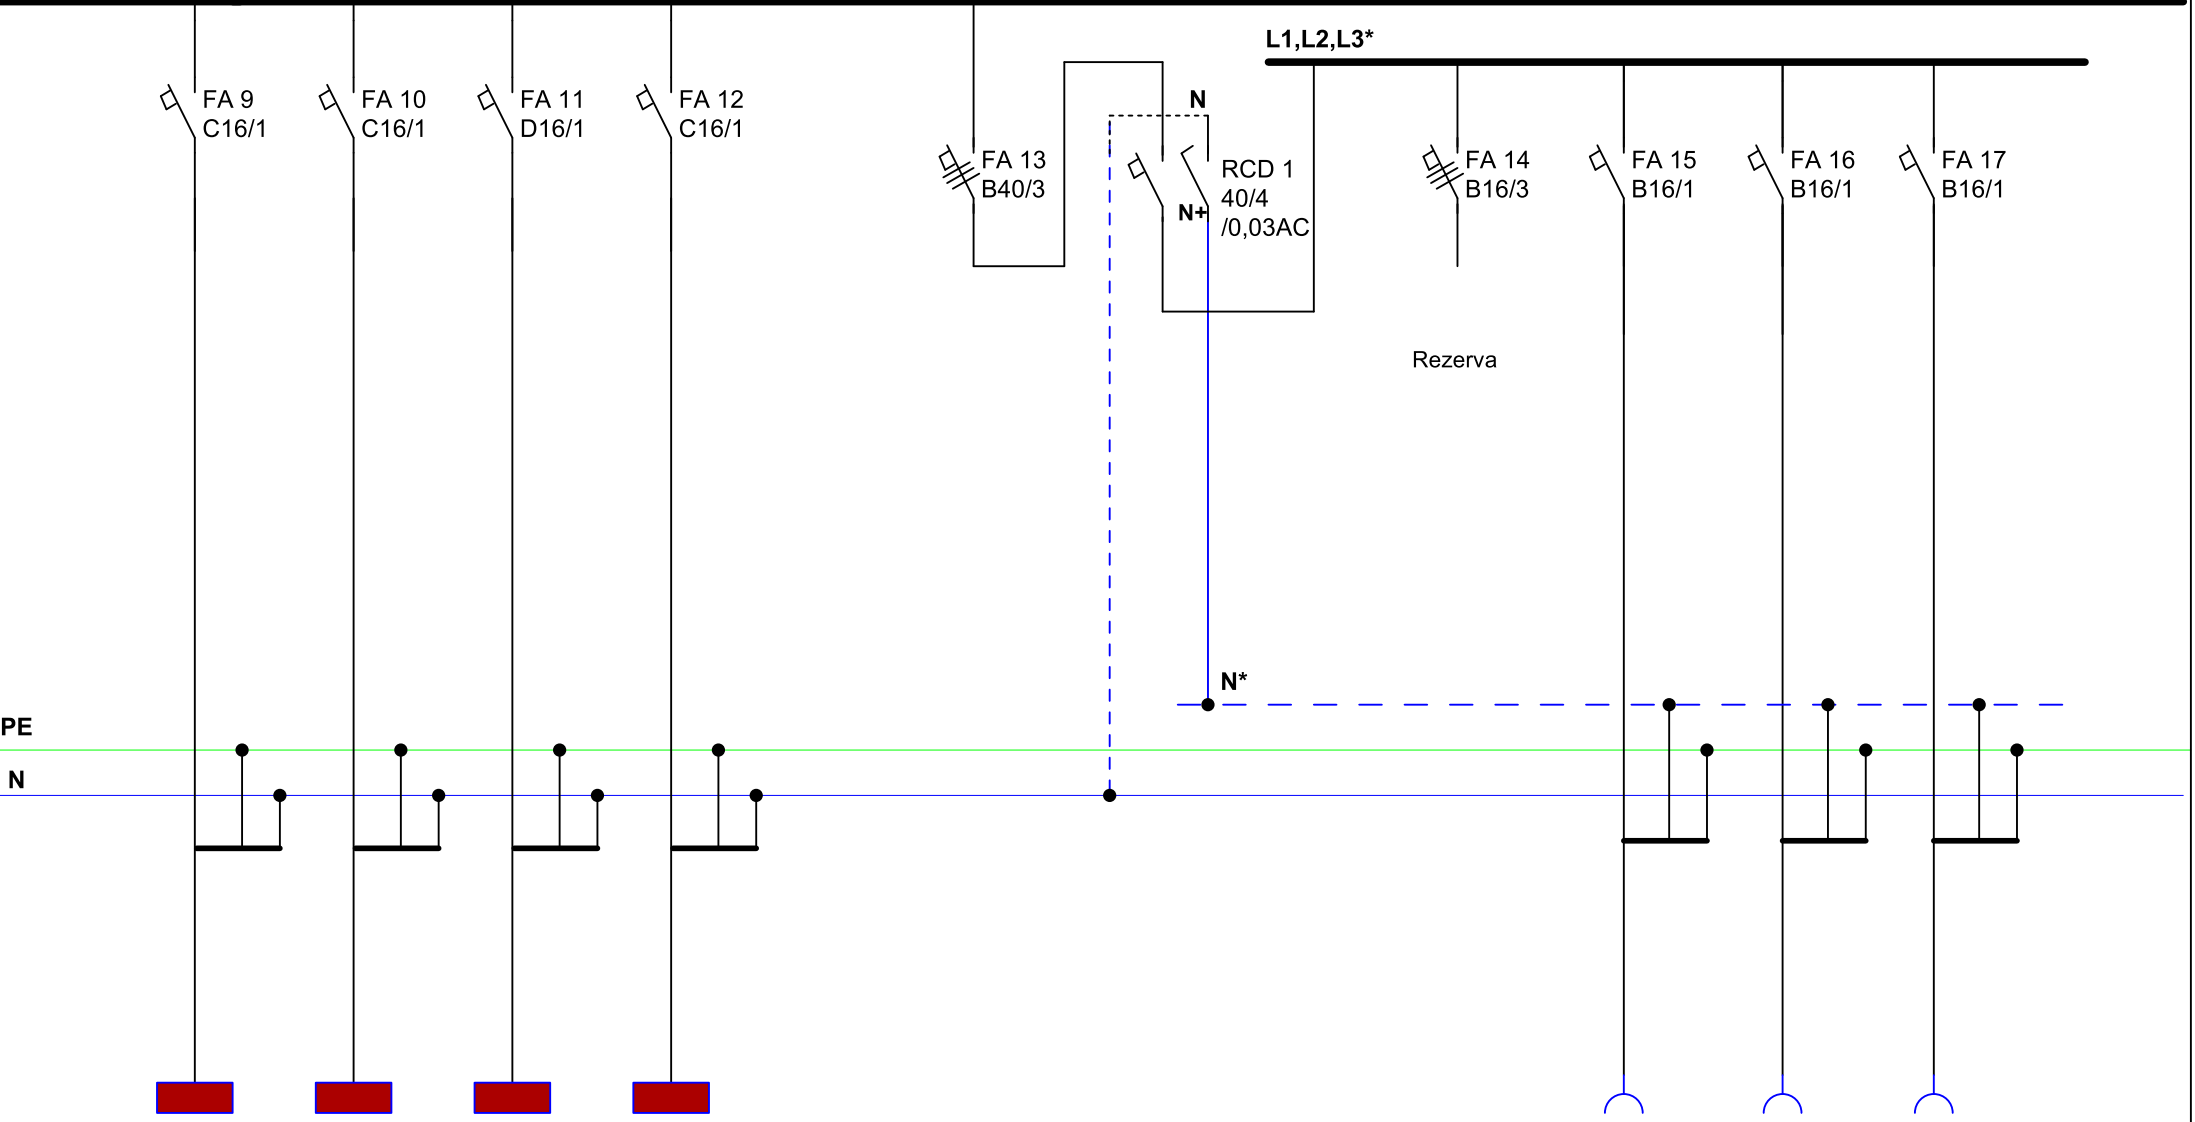 L1,L2,L3*
FA 9
C16/1
FA 10
C16/1
FA 11
D16/1
FA 12
C16/1
FA 13
B40/3
N
N+
RCD 1
40/4
/0,03AC
FA 14
B16/3
FA 15
B16/1
FA 16
B16/1
FA 17
B16/1
Rezerva
N*
PE
N